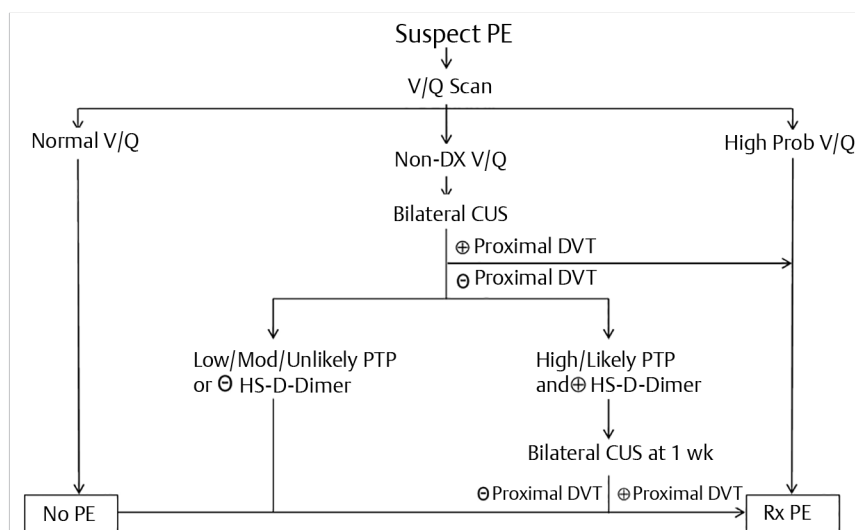 Suspect PE
V/Q Scan
Normal V/Q
Non-DX V/Q
High Prob V/Q
Bilateral CUS
⊕ Proximal DVT
Θ Proximal DVT
Low/Mod/Unlikely PTP
or Θ HS-D-Dimer
High/Likely PTP
and⊕HS-D-Dimer
Bilateral CUS at 1 wk
ΘProximal DVT
⊕Proximal DVT
No PE
Rx PE